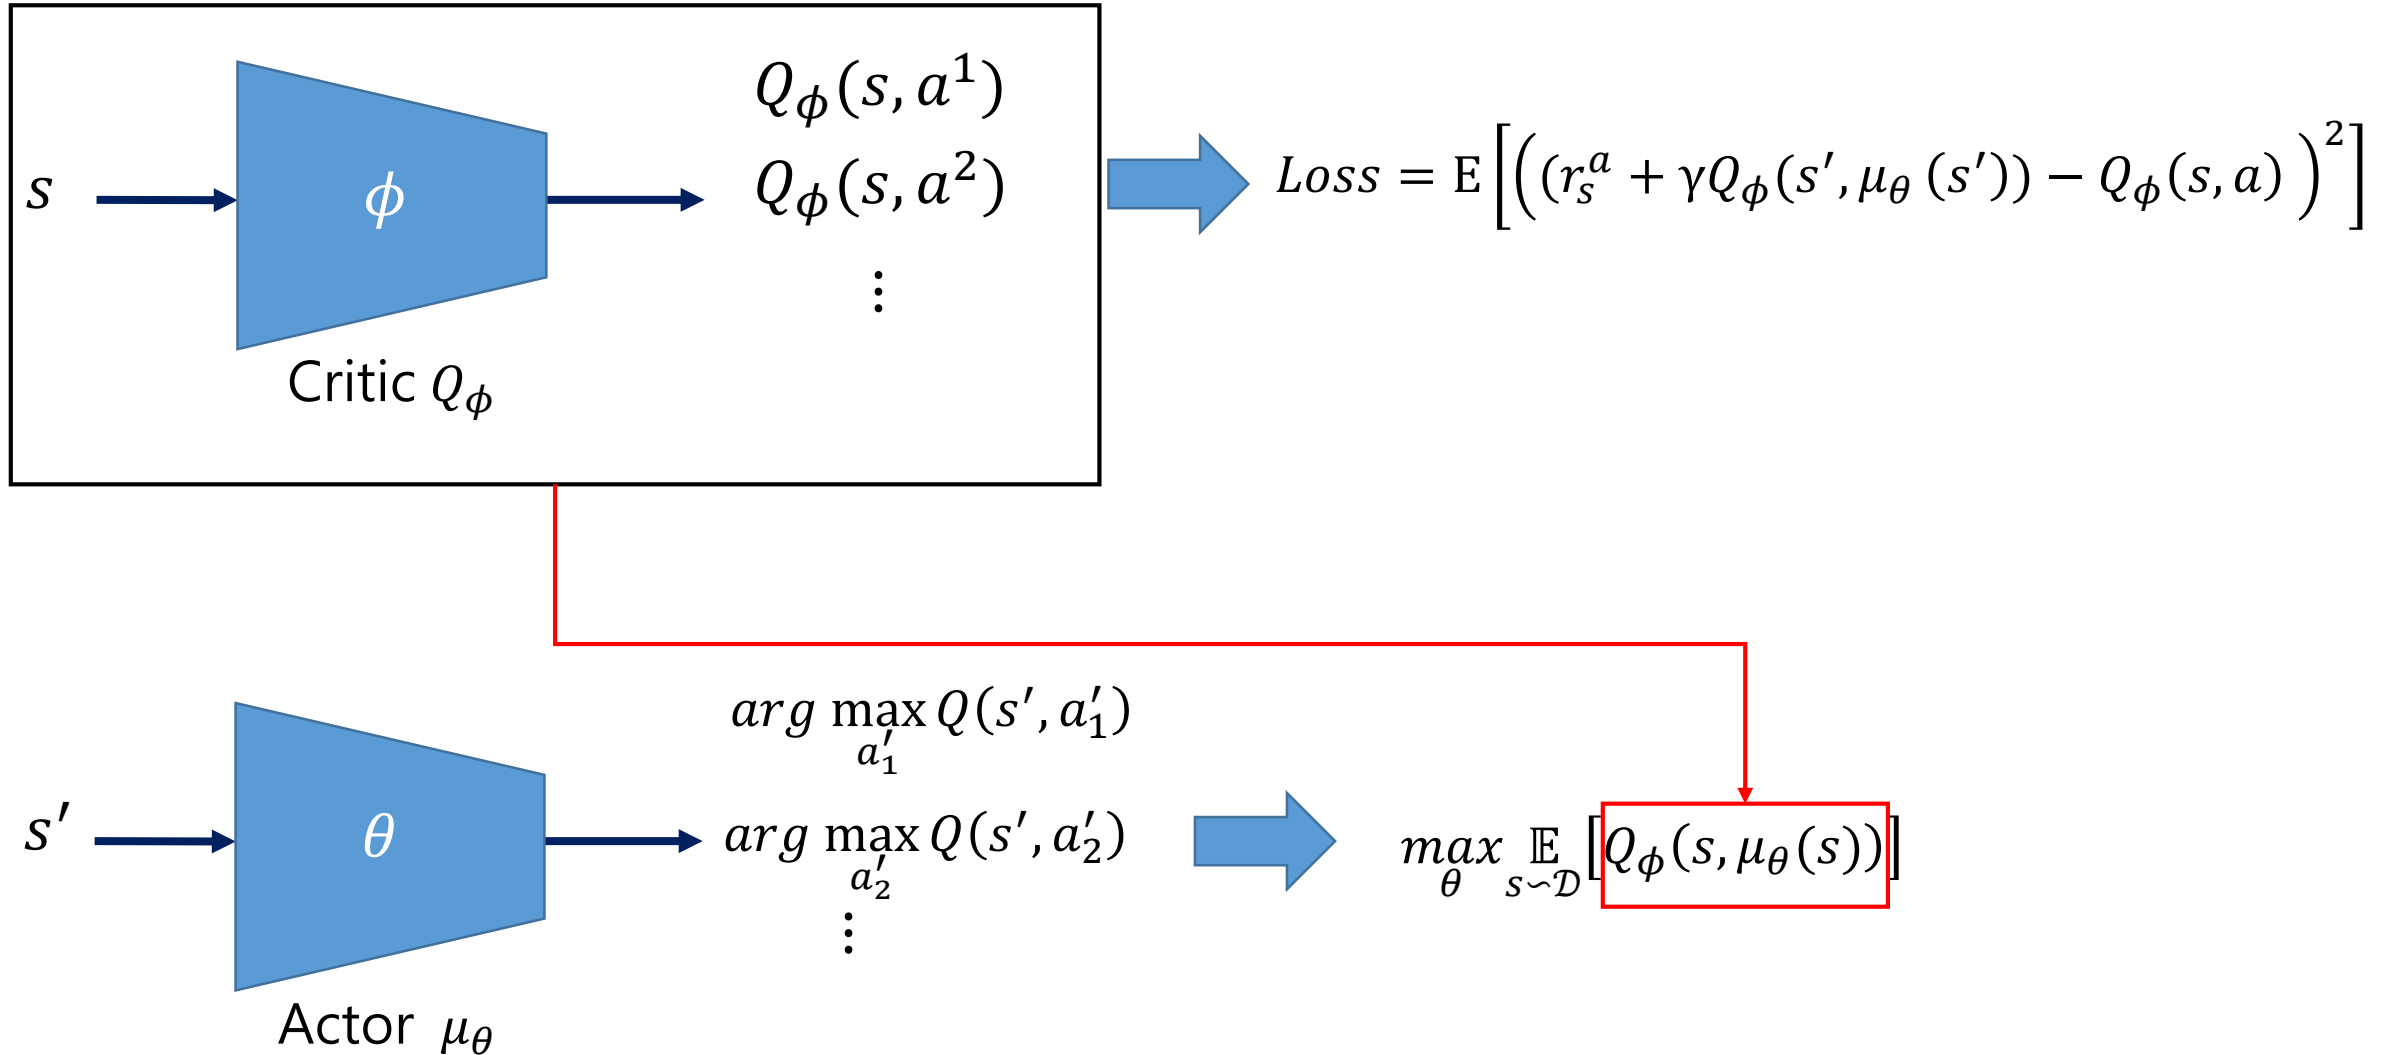 s
ϕ
Q_ϕ(s, a^1)
Q_ϕ(s, a^2)
⋮
Critic Q_ϕ
Loss = E[((r_s^a + γQ_ϕ(s′, μ_θ (s′)) − Q_ϕ(s, a) )^2]
s′
θ
arg max_{a′_1} Q(s′, a′_1)
arg max_{a′_2} Q(s′, a′_2)
⋮
Actor μ_θ
max_θ 𝔼_{s∽𝒟}[Q_ϕ(s, μ_θ(s))]